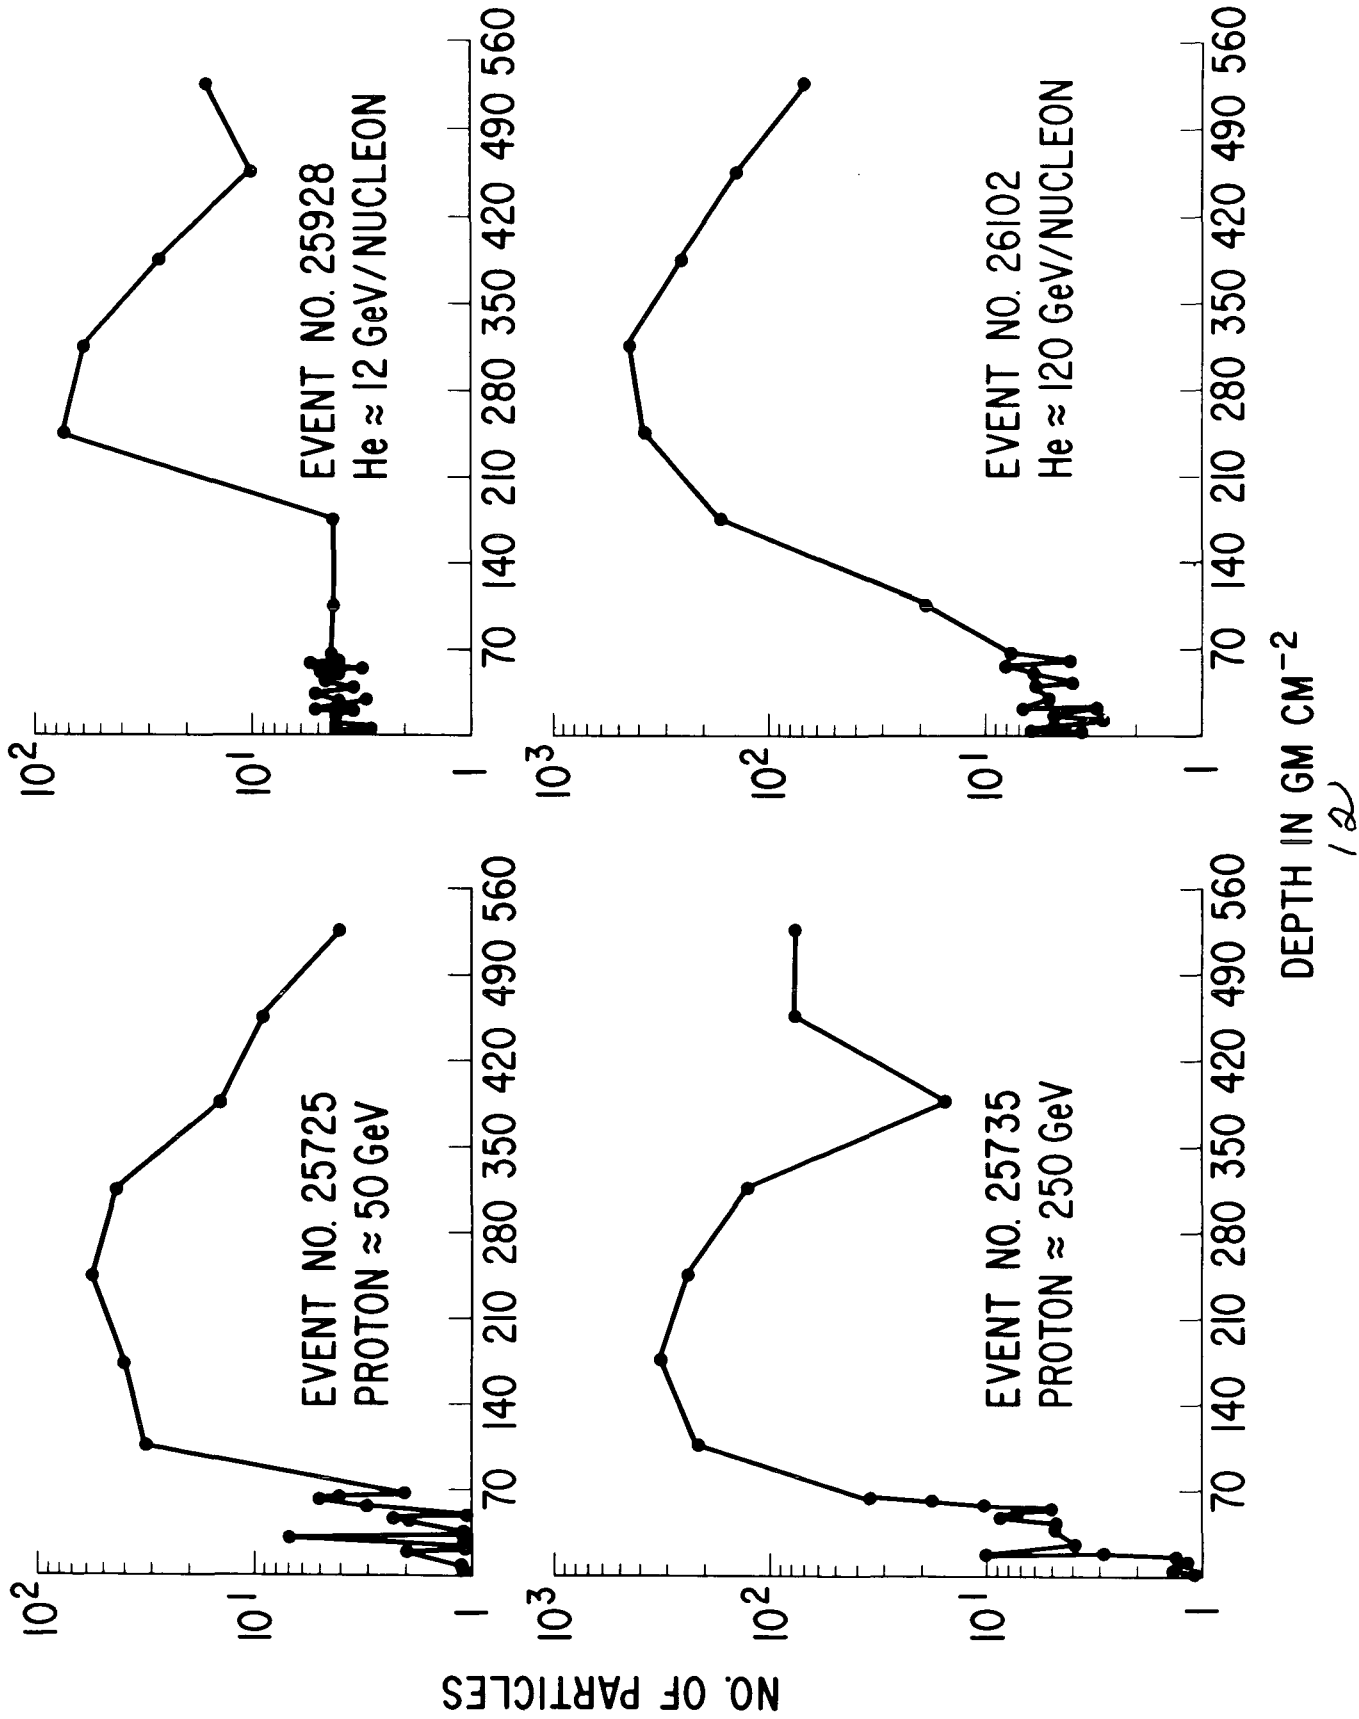 NO. OF PARTICLES
10²
10¹
1
70 140 210 280 350 420 490 560
EVENT NO. 25725
PROTON ≈ 50 GeV
10²
10¹
1
70 140 210 280 350 420 490 560
EVENT NO. 25928
He ≈ 12 GeV/NUCLEON
10³
10²
10¹
1
70 140 210 280 350 420 490 560
EVENT NO. 25735
PROTON ≈ 250 GeV
10³
10²
10¹
1
70 140 210 280 350 420 490 560
EVENT NO. 26102
He ≈ 120 GeV/NUCLEON
DEPTH IN GM CM⁻²
12